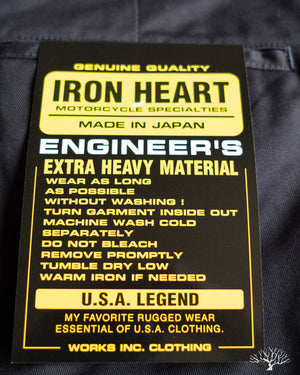 GENUINE QUALITY
IRON HEART
MOTORCYCLE SPECIALTIES
MADE IN JAPAN
ENGINEER'S
EXTRA HEAVY MATERIAL
WEAR AS LONG
AS POSSIBLE
WITHOUT WASHING !
TURN GARMENT INSIDE OUT
MACHINE WASH COLD
SEPARATELY
DO NOT BLEACH
REMOVE PROMPTLY
TUMBLE DRY LOW
WARM IRON IF NEEDED
U.S.A. LEGEND
MY FAVORITE RUGGED WEAR
ESSENTIAL OF U.S.A. CLOTHING.
WORKS INC. CLOTHING